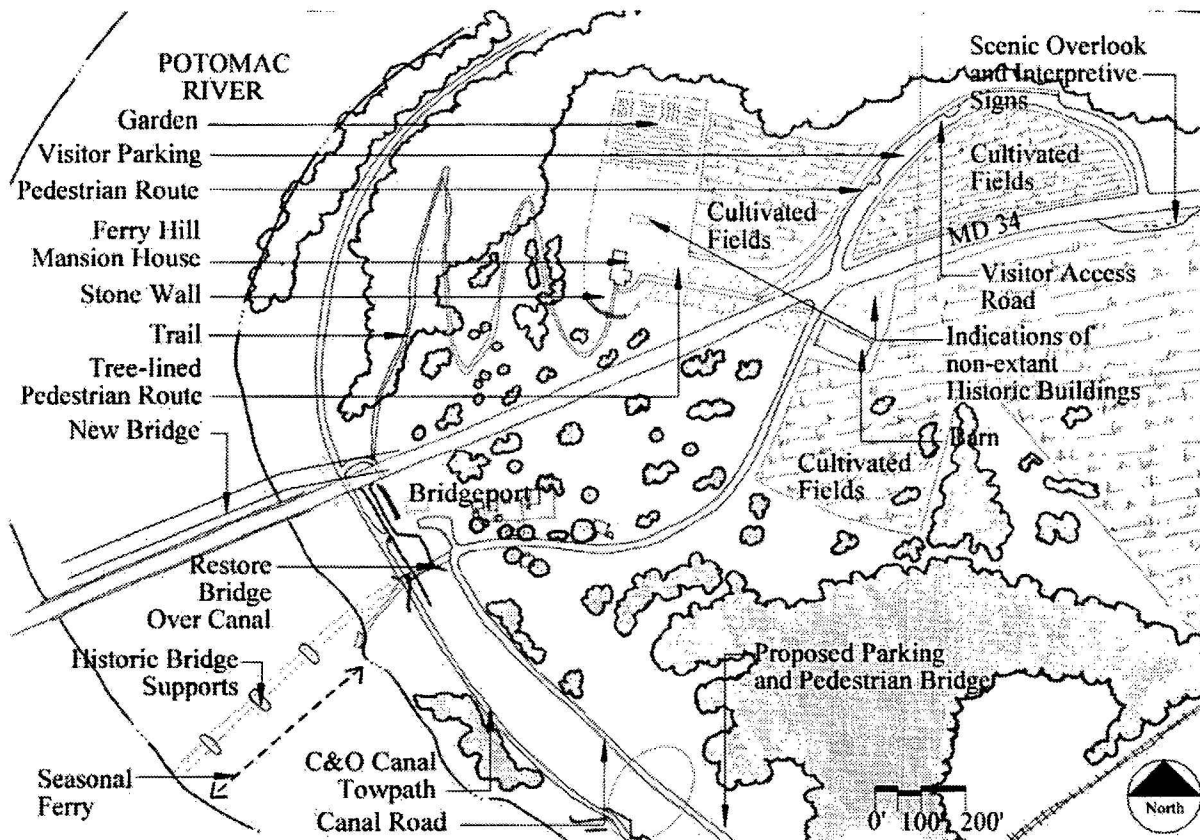 POTOMAC
RIVER
Garden
Visitor Parking
Pedestrian Route
Ferry Hill
Mansion House
Stone Wall
Trail
Tree-lined
Pedestrian Route
New Bridge
Restore
Bridge
Over Canal
Historic Bridge
Supports
Seasonal
Ferry
C&O Canal
Towpath
Canal Road
Bridgeport
Cultivated
Fields
Cultivated
Fields
MD 34
Scenic Overlook
and Interpretive
Signs
Visitor Access
Road
Indications of
non-extant
Historic Buildings
Barn
Cultivated
Fields
Proposed Parking
and Pedestrian Bridge
0' 100' 200'
North